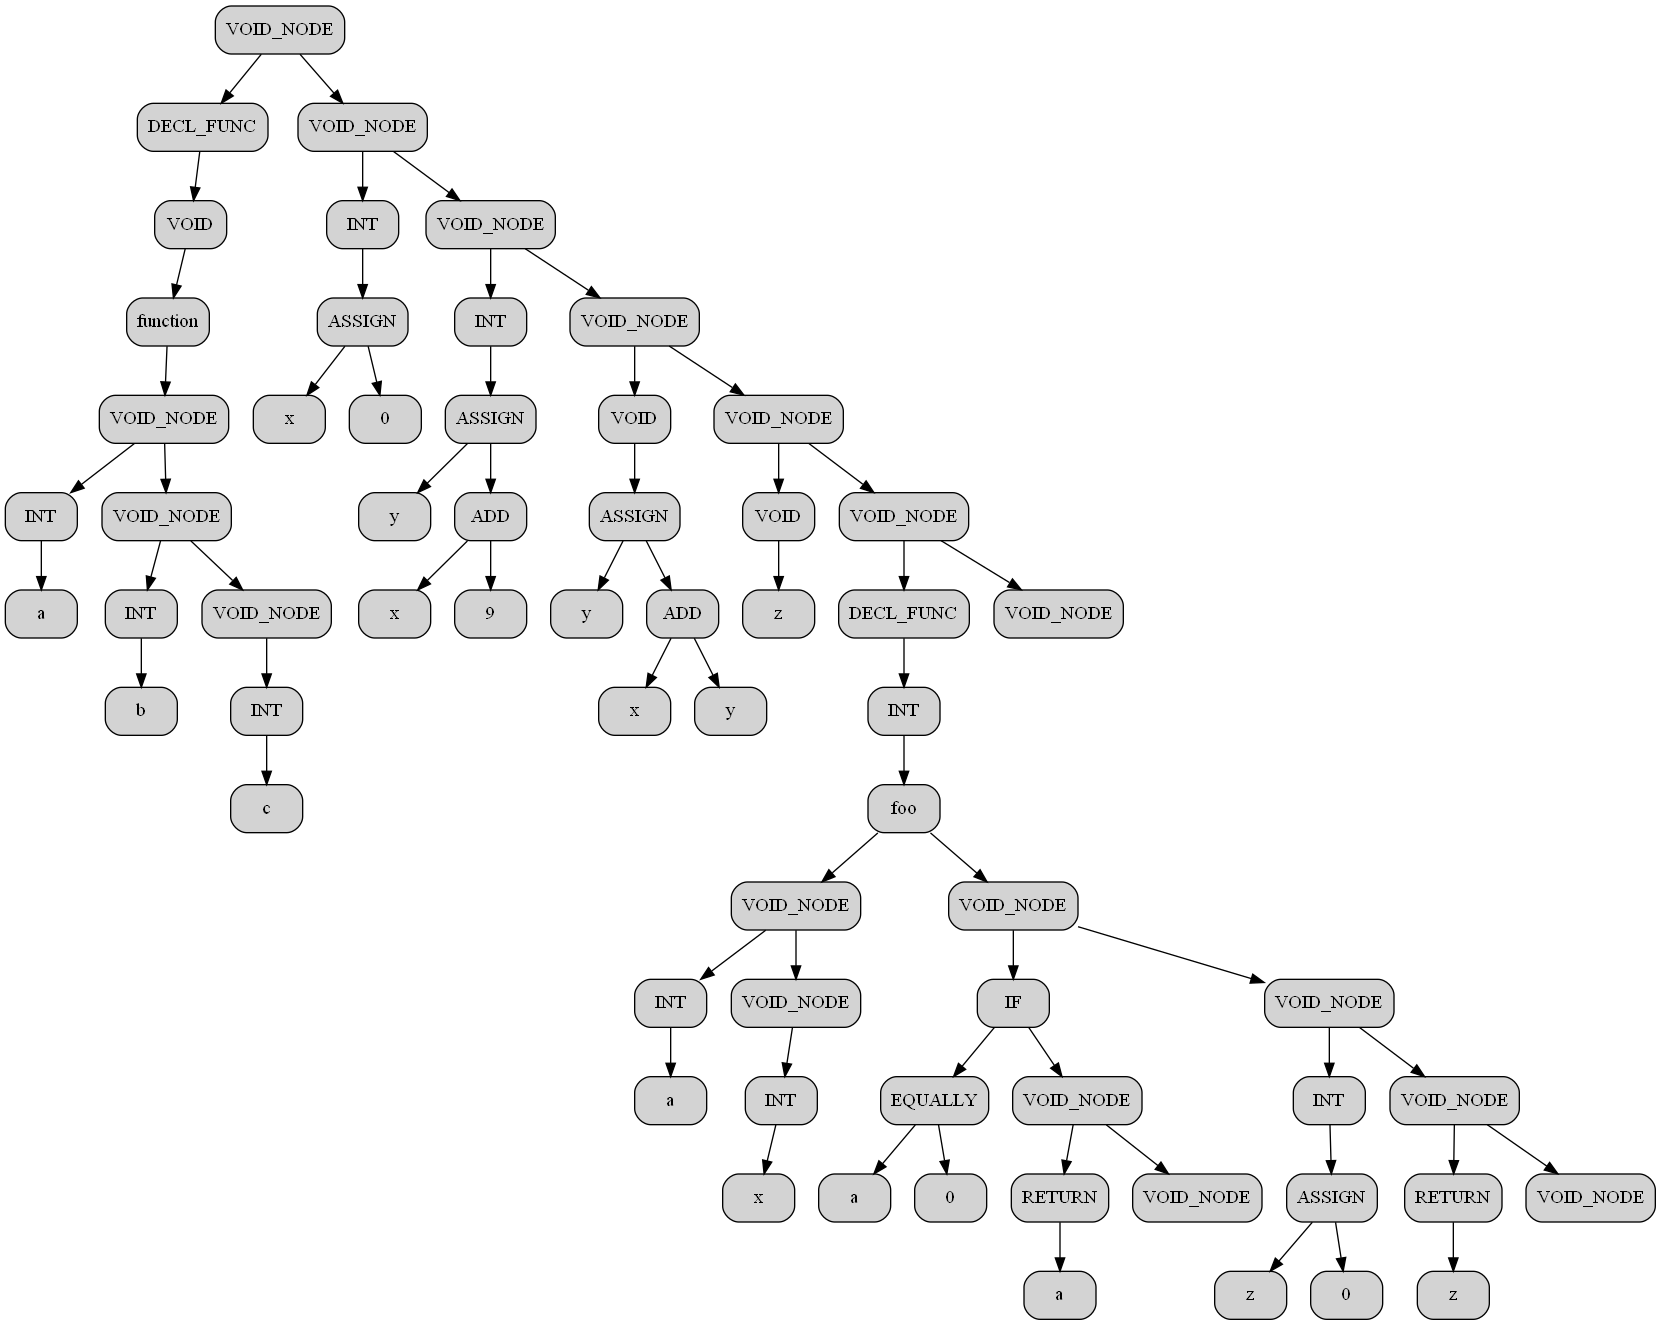 VOID_NODE
DECL_FUNC VOID_NODE
VOID INT VOID_NODE
function ASSIGN INT VOID_NODE
VOID_NODE x 0 ASSIGN VOID VOID_NODE
INT VOID_NODE y ADD ASSIGN VOID VOID_NODE
a INT VOID_NODE x 9 y ADD z DECL_FUNC VOID_NODE
b INT x y INT
c foo
VOID_NODE VOID_NODE
INT VOID_NODE IF VOID_NODE
a INT EQUALLY VOID_NODE INT VOID_NODE
x a 0 RETURN VOID_NODE ASSIGN RETURN VOID_NODE
a z 0 z